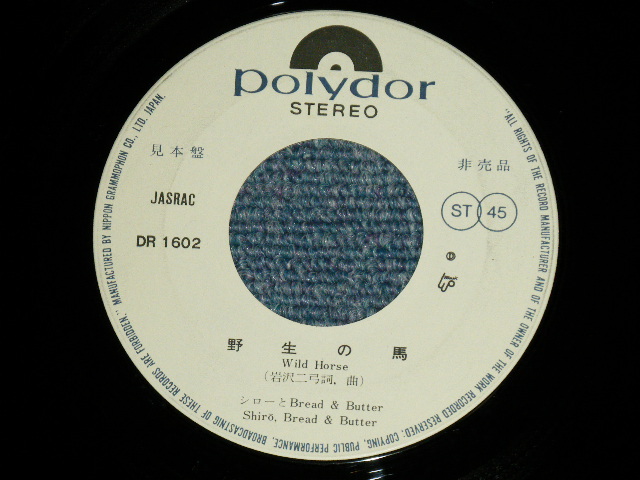 polydor
STEREO
見本盤
非売品
JASRAC
ST 45
DR 1602
野生の馬
Wild Horse
(岩沢二弓詞、曲)
シローとBread & Butter
Shirō, Bread & Butter
"ALL RIGHTS OF THE RECORD MANUFACTURER AND OF THE OWNER OF THE WORK RECORDED RESERVED. COPYING, PUBLIC PERFORMANCE, BROADCASTNIG OF THESE RECORDS ARE FORBIDDEN." MANUFACTURED BY NIPPON GRAMMOPHON CO., LTD. JAPAN.